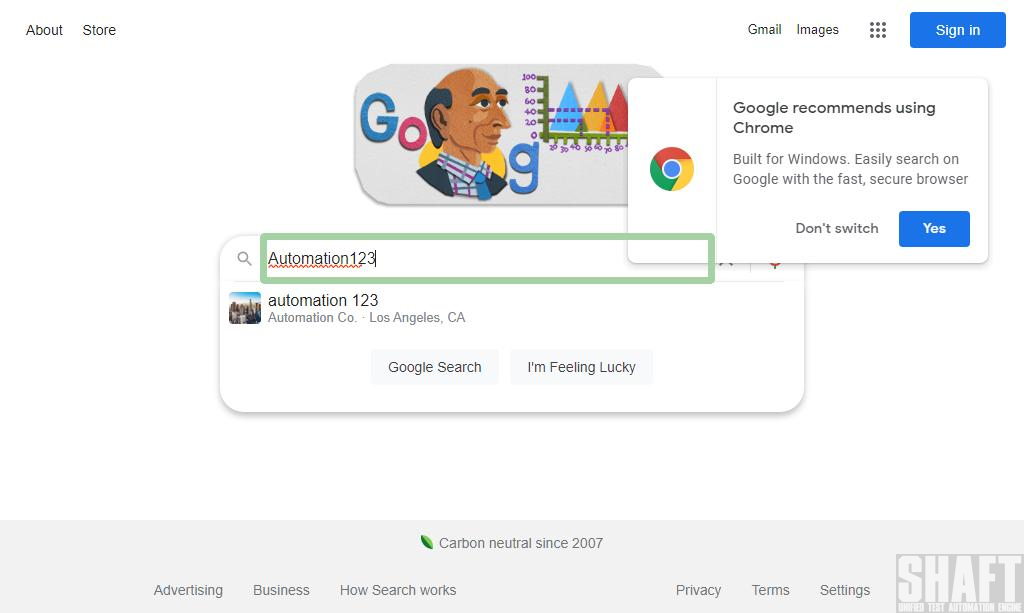 About
Store
Gmail
Images
Sign in
Google recommends using
Chrome
Built for Windows. Easily search on
Google with the fast, secure browser
Don't switch
Yes
Go g
100
80
60
40
20
0
20 30 40 50 60 70 80
Automation123
automation 123
Automation Co. · Los Angeles, CA
Google Search
I'm Feeling Lucky
Carbon neutral since 2007
Advertising
Business
How Search works
Privacy
Terms
Settings
SHAFT
UNIFIED TEST AUTOMATION ENGINE